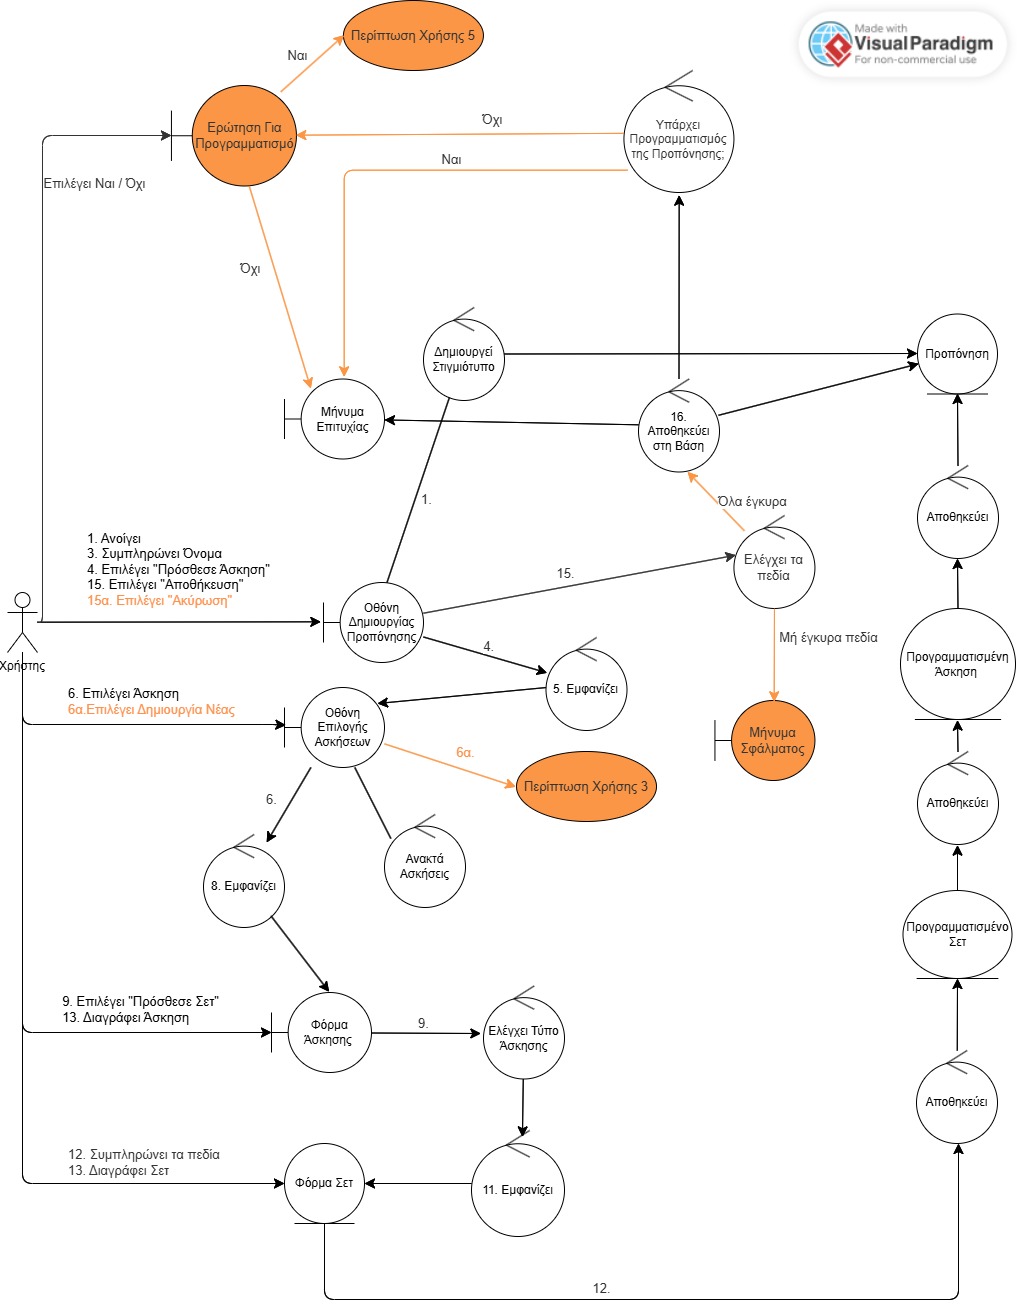 Made with
Visual Paradigm
For non-commercial use
Περίπτωση Χρήσης 5
Ναι
Ερώτηση Για
Προγραμματισμό
Όχι
Υπάρχει
Προγραμματισμός
της Προπόνησης;
Ναι
Επιλέγει Ναι / Όχι
Όχι
Δημιουργεί
Στιγμιότυπο
Προπόνηση
Μήνυμα
Επιτυχίας
16.
Αποθηκεύει
στη Βάση
1.
Όλα έγκυρα
Αποθηκεύει
1. Ανοίγει
3. Συμπληρώνει Όνομα
4. Επιλέγει "Πρόσθεσε Άσκηση"
15. Επιλέγει "Αποθήκευση"
15α. Επιλέγει "Ακύρωση"
15.
Ελέγχει τα
πεδία
Οθόνη
Δημιουργίας
Προπόνησης
Χρήστης
4.
Μή έγκυρα πεδία
Προγραμματισμένη
Άσκηση
5. Εμφανίζει
6. Επιλέγει Άσκηση
6α.Επιλέγει Δημιουργία Νέας
Οθόνη
Επιλογής
Ασκήσεων
6α.
Μήνυμα
Σφάλματος
Περίπτωση Χρήσης 3
6.
Αποθηκεύει
Ανακτά
Ασκήσεις
8. Εμφανίζει
Προγραμματισμένο
Σετ
9. Επιλέγει "Πρόσθεσε Σετ"
13. Διαγράφει Άσκηση
Φόρμα
Άσκησης
9.
Ελέγχει Τύπο
Άσκησης
Αποθηκεύει
12. Συμπληρώνει τα πεδία
13. Διαγράφει Σετ
Φόρμα Σετ
11. Εμφανίζει
12.